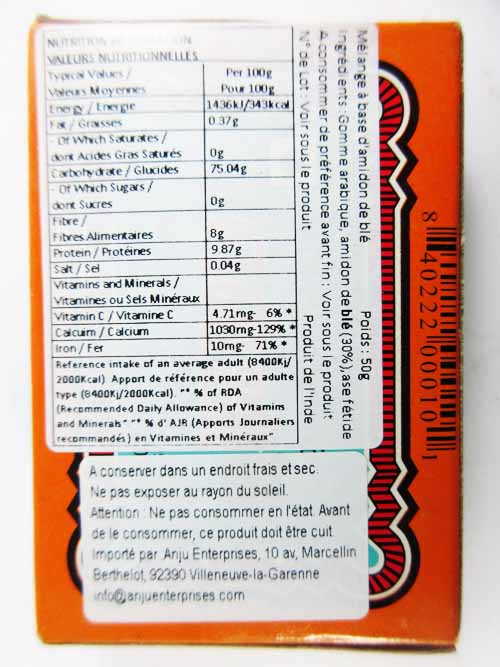 NUTRITION
VALEURS NUTRITIONNELLES
Typical Values / Per 100g
Valeurs Moyennes Pour 100g
Energy / Energie 1436kJ/343kcal
Fat / Graisses 0.37g
- Of Which Saturates /
dont Acides Gras Saturés 0g
Carbohydrate / Glucides 75.04g
- Of Which Sugars /
dont Sucres 0g
Fibre /
Fibres Alimentaires 8g
Protein / Protéines 9.87g
Salt / Sel 0.04g
Vitamins and Minerals /
Vitamines ou Sels Minéraux
Vitamin C / Vitamine C 4.71mg- 6% *
Calcium / Calcium 1030mg-129% *
Iron / Fer 10mg- 71% *
Reference intake of an average adult (8400Kj/
2000Kcal). Apport de référence pour un adulte
type (8400Kj/2000Kcal). "* % of RDA
(Recommended Daily Allowance) of Vitamins
and Minerals" "* % d' AJR (Apports Journaliers
recommandés) en Vitamines et Minéraux"
Mélange à base d'amidon de blé Poids : 50g
Ingrédients : Gomme arabique, amidon de blé (30%), ase fétide
A consommer de préférence avant fin : Voir sous le produit
N° de Lot : Voir sous le produit Produit de l'Inde
8 40222 00010 1
A conserver dans un endroit frais et sec.
Ne pas exposer au rayon du soleil.
Attention : Ne pas consommer en l'état. Avant
de le consommer, ce produit doit être cuit.
Importé par Anju Enterprises, 10 av, Marcellin
Berthelot, 92390 Villeneuve-la-Garenne
info@anjuenterprises.com